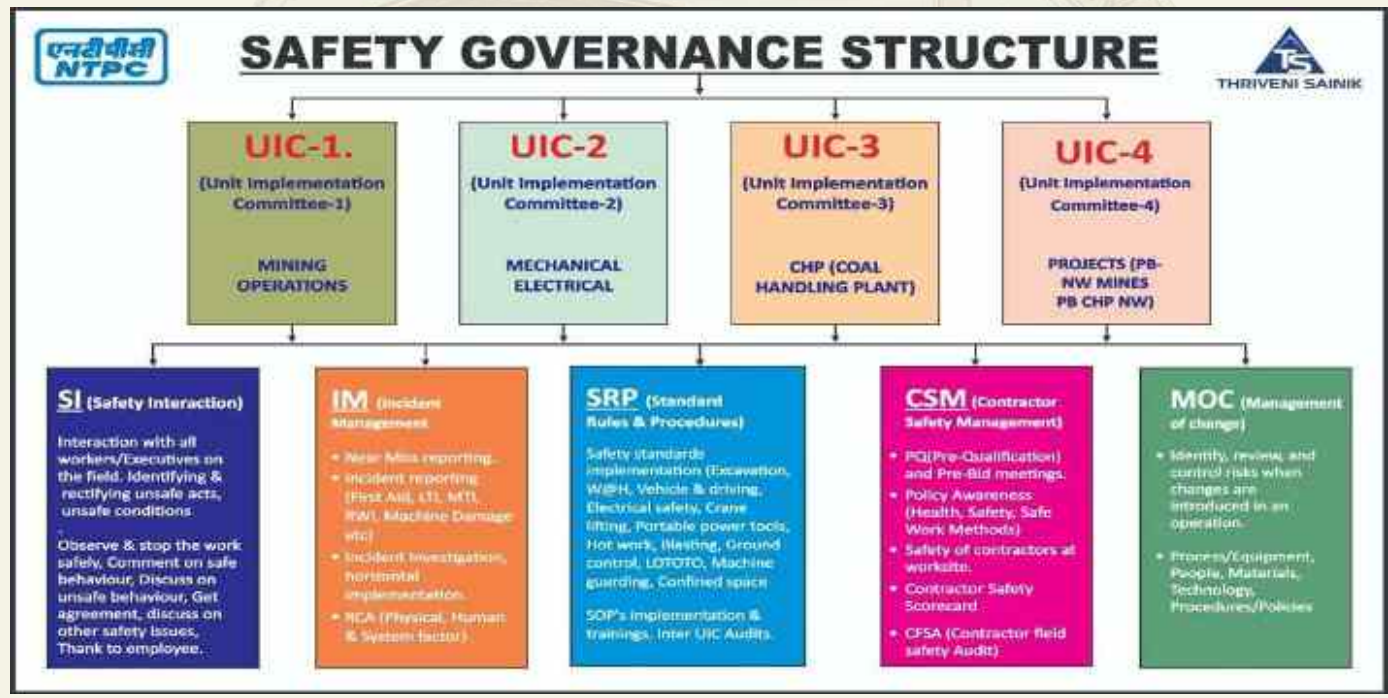 एनटीपीसी
NTPC
SAFETY GOVERNANCE STRUCTURE
TS
THRIVENI SAINIK
UIC-1.
(Unit Implementation
Committee-1)
MINING
OPERATIONS
UIC-2
(Unit Implementation
Committee-2)
MECHANICAL
ELECTRICAL
UIC-3
(Unit Implementation
Committee-3)
CHP (COAL
HANDLING PLANT)
UIC-4
(Unit Implementation
Committee-4)
PROJECTS (PB-
NW MINES
PB CHP NW)
SI (Safety Interaction)
Interaction with all
workers/Executives on
the field. Identifying &
rectifying unsafe acts,
unsafe conditions
.
Observe & stop the work
safely, Comment on safe
behaviour, Discuss on
unsafe behaviour, Get
agreement, discuss on
other safety issues,
Thank to employee.
IM (Incident
Management
• Near Miss reporting.
• Incident reporting
(First Aid, LTI, MTI,
RWI, Machine Damage
etc)
• Incident Investigation,
horizontal
implementation.
• RCA (Physical, Human
& System factor)
SRP (Standard
Rules & Procedures)
Safety standards
implementation (Excavation,
W@H, Vehicle & driving,
Electrical safety, Crane
lifting, Portable power tools,
Hot work, Blasting, Ground
control, LOTOTO, Machine
guarding, Confined space
SOP's implementation &
trainings, Inter UIC Audits.
CSM (Contractor
Safety Management)
• PQ(Pre-Qualification)
and Pre-Bid meetings.
• Policy Awareness
(Health, Safety, Safe
Work Methods)
• Safety of contractors at
worksite.
• Contractor Safety
Scorecard
• CFSA (Contractor field
safety Audit)
MOC (Management
of change)
• Identify, review, and
control risks when
changes are
introduced in an
operation.
• Process/Equipment,
People, Materials,
Technology,
Procedures/Policies